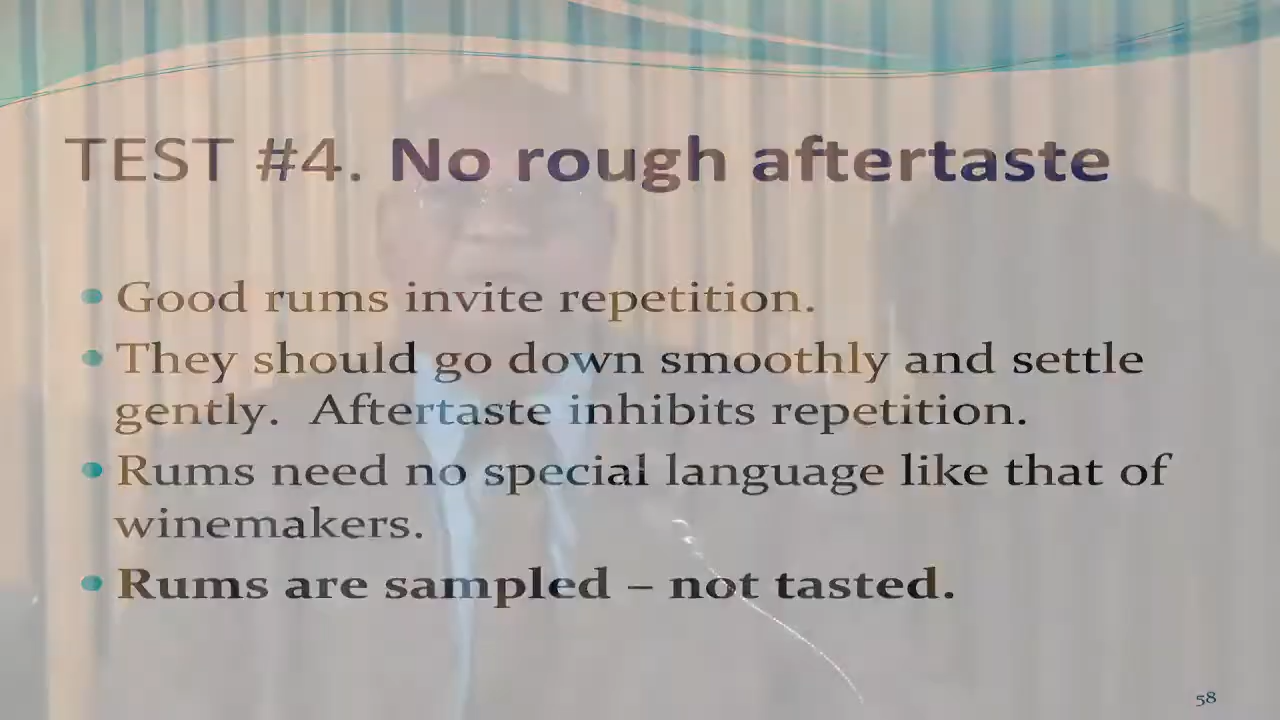 TEST #4. No rough aftertaste
• Good rums invite repetition.
• They should go down smoothly and settle
gently. Aftertaste inhibits repetition.
• Rums need no special language like that of
winemakers.
• Rums are sampled – not tasted.
58